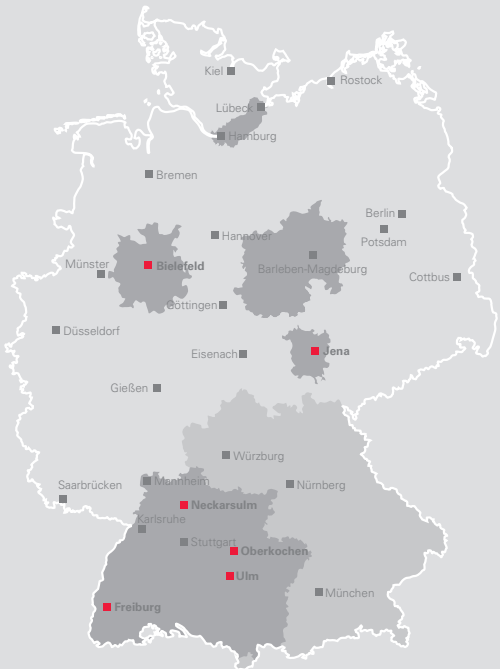 Kiel
Rostock
Lübeck
Hamburg
Bremen
Berlin
Hannover
Potsdam
Münster
Bielefeld
Barleben-Magdeburg
Cottbus
Göttingen
Düsseldorf
Eisenach
Jena
Gießen
Würzburg
Saarbrücken
Mannheim
Nürnberg
Neckarsulm
Karlsruhe
Stuttgart
Oberkochen
Ulm
München
Freiburg